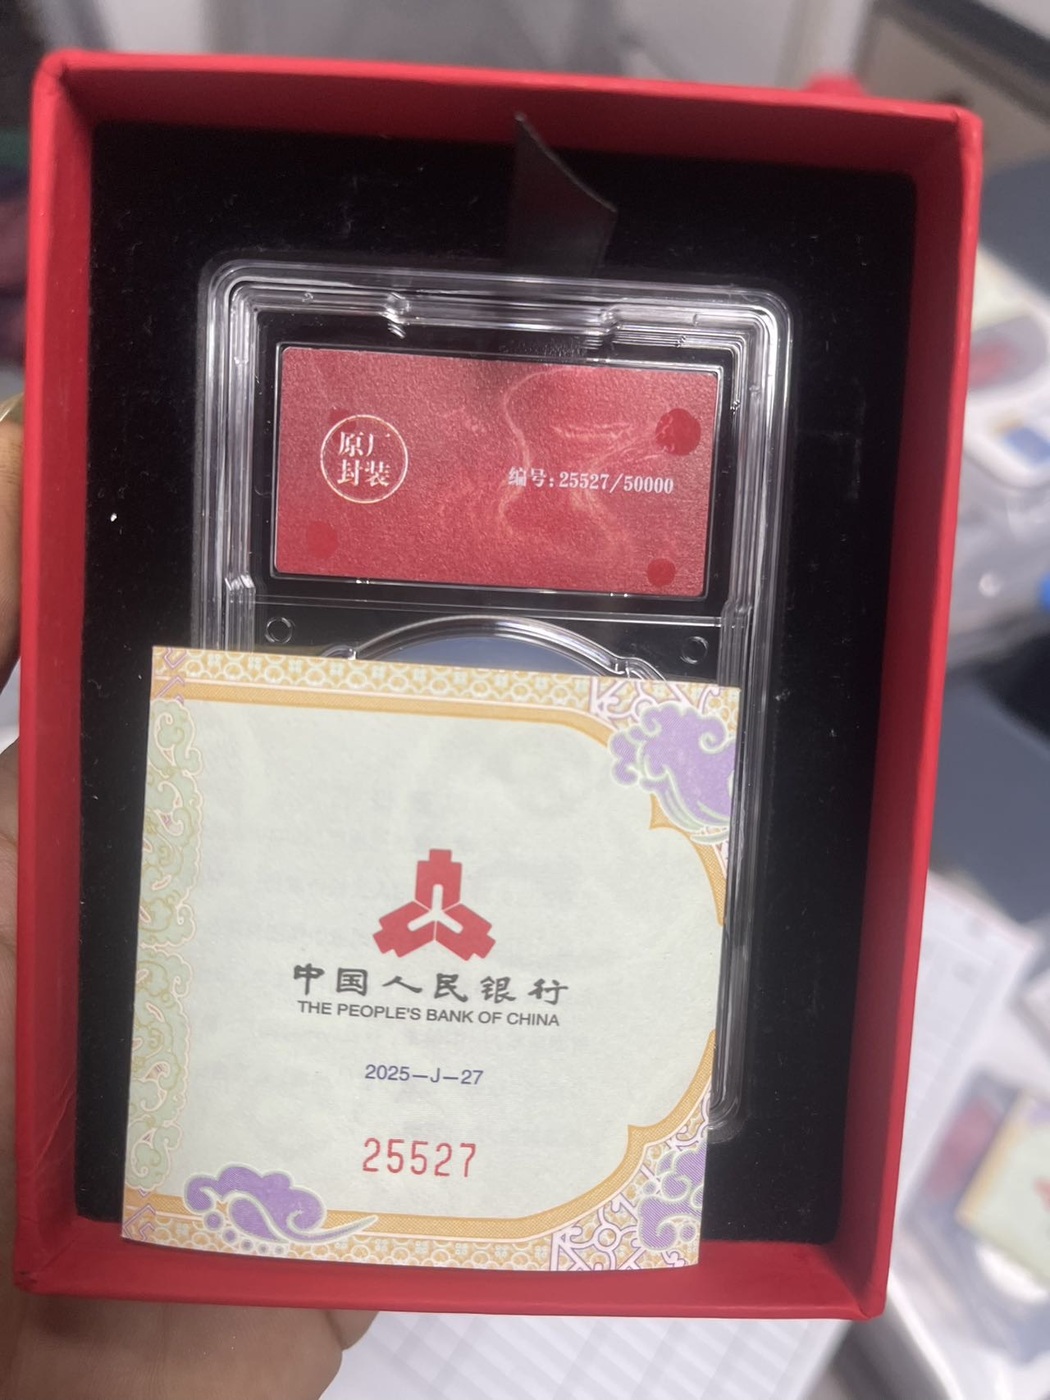 原厂
封装
编号:25527/50000
中国人民银行
THE PEOPLE'S BANK OF CHINA
2025—J—27
25527